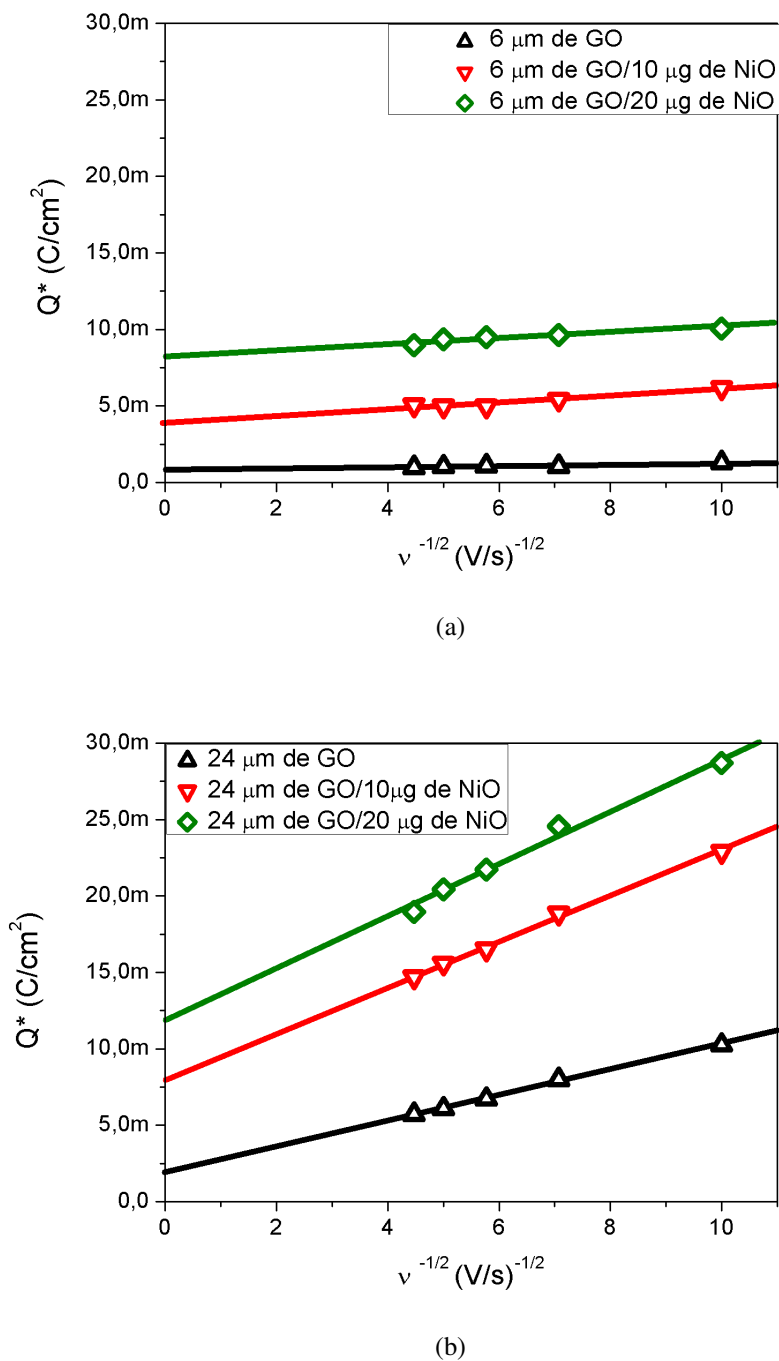 30,0m
25,0m
20,0m
15,0m
10,0m
5,0m
0,0
Q* (C/cm²)
6 μm de GO
6 μm de GO/10 μg de NiO
6 μm de GO/20 μg de NiO
0 2 4 6 8 10
ν -1/2 (V/s)-1/2
(a)
30,0m
25,0m
20,0m
15,0m
10,0m
5,0m
0,0
Q* (C/cm²)
24 μm de GO
24 μm de GO/10μg de NiO
24 μm de GO/20 μg de NiO
0 2 4 6 8 10
ν -1/2 (V/s)-1/2
(b)